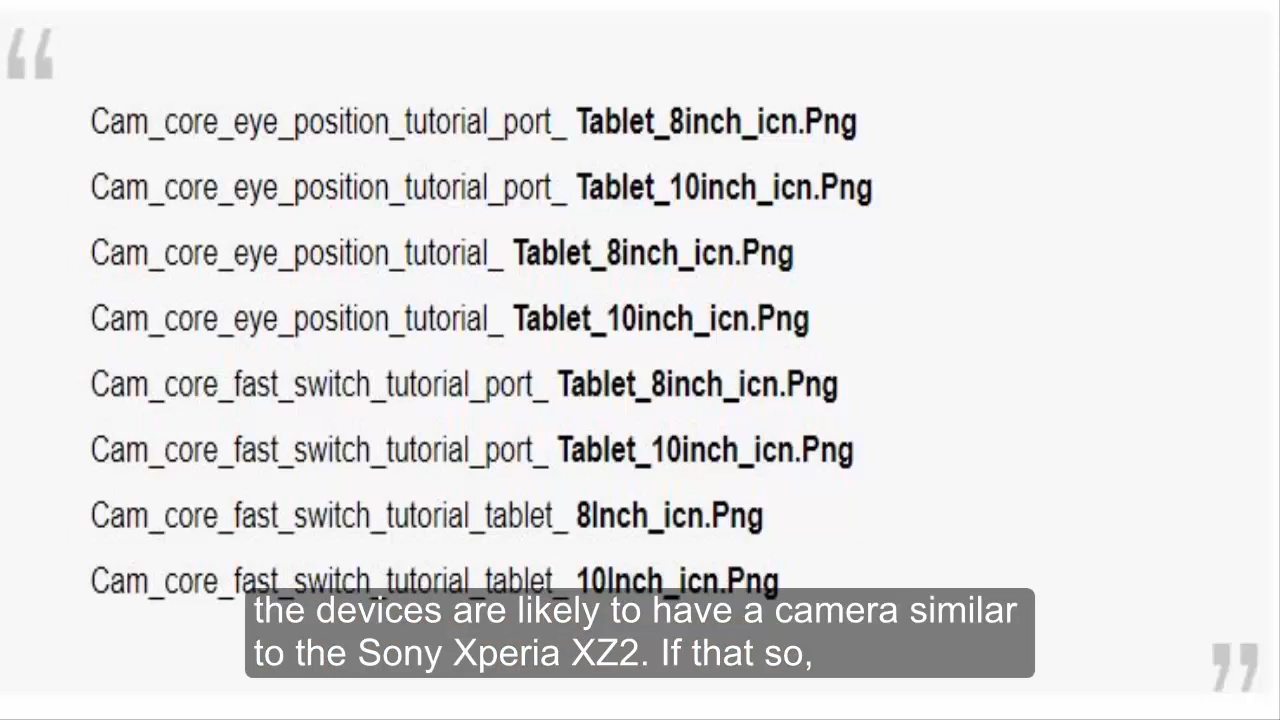 “
Cam_core_eye_position_tutorial_port_ Tablet_8inch_icn.Png
Cam_core_eye_position_tutorial_port_ Tablet_10inch_icn.Png
Cam_core_eye_position_tutorial_ Tablet_8inch_icn.Png
Cam_core_eye_position_tutorial_ Tablet_10inch_icn.Png
Cam_core_fast_switch_tutorial_port_ Tablet_8inch_icn.Png
Cam_core_fast_switch_tutorial_port_ Tablet_10inch_icn.Png
Cam_core_fast_switch_tutorial_tablet_ 8Inch_icn.Png
Cam_core_fast_switch_tutorial_tablet_ 10Inch_icn.Png
the devices are likely to have a camera similar
to the Sony Xperia XZ2. If that so,
”